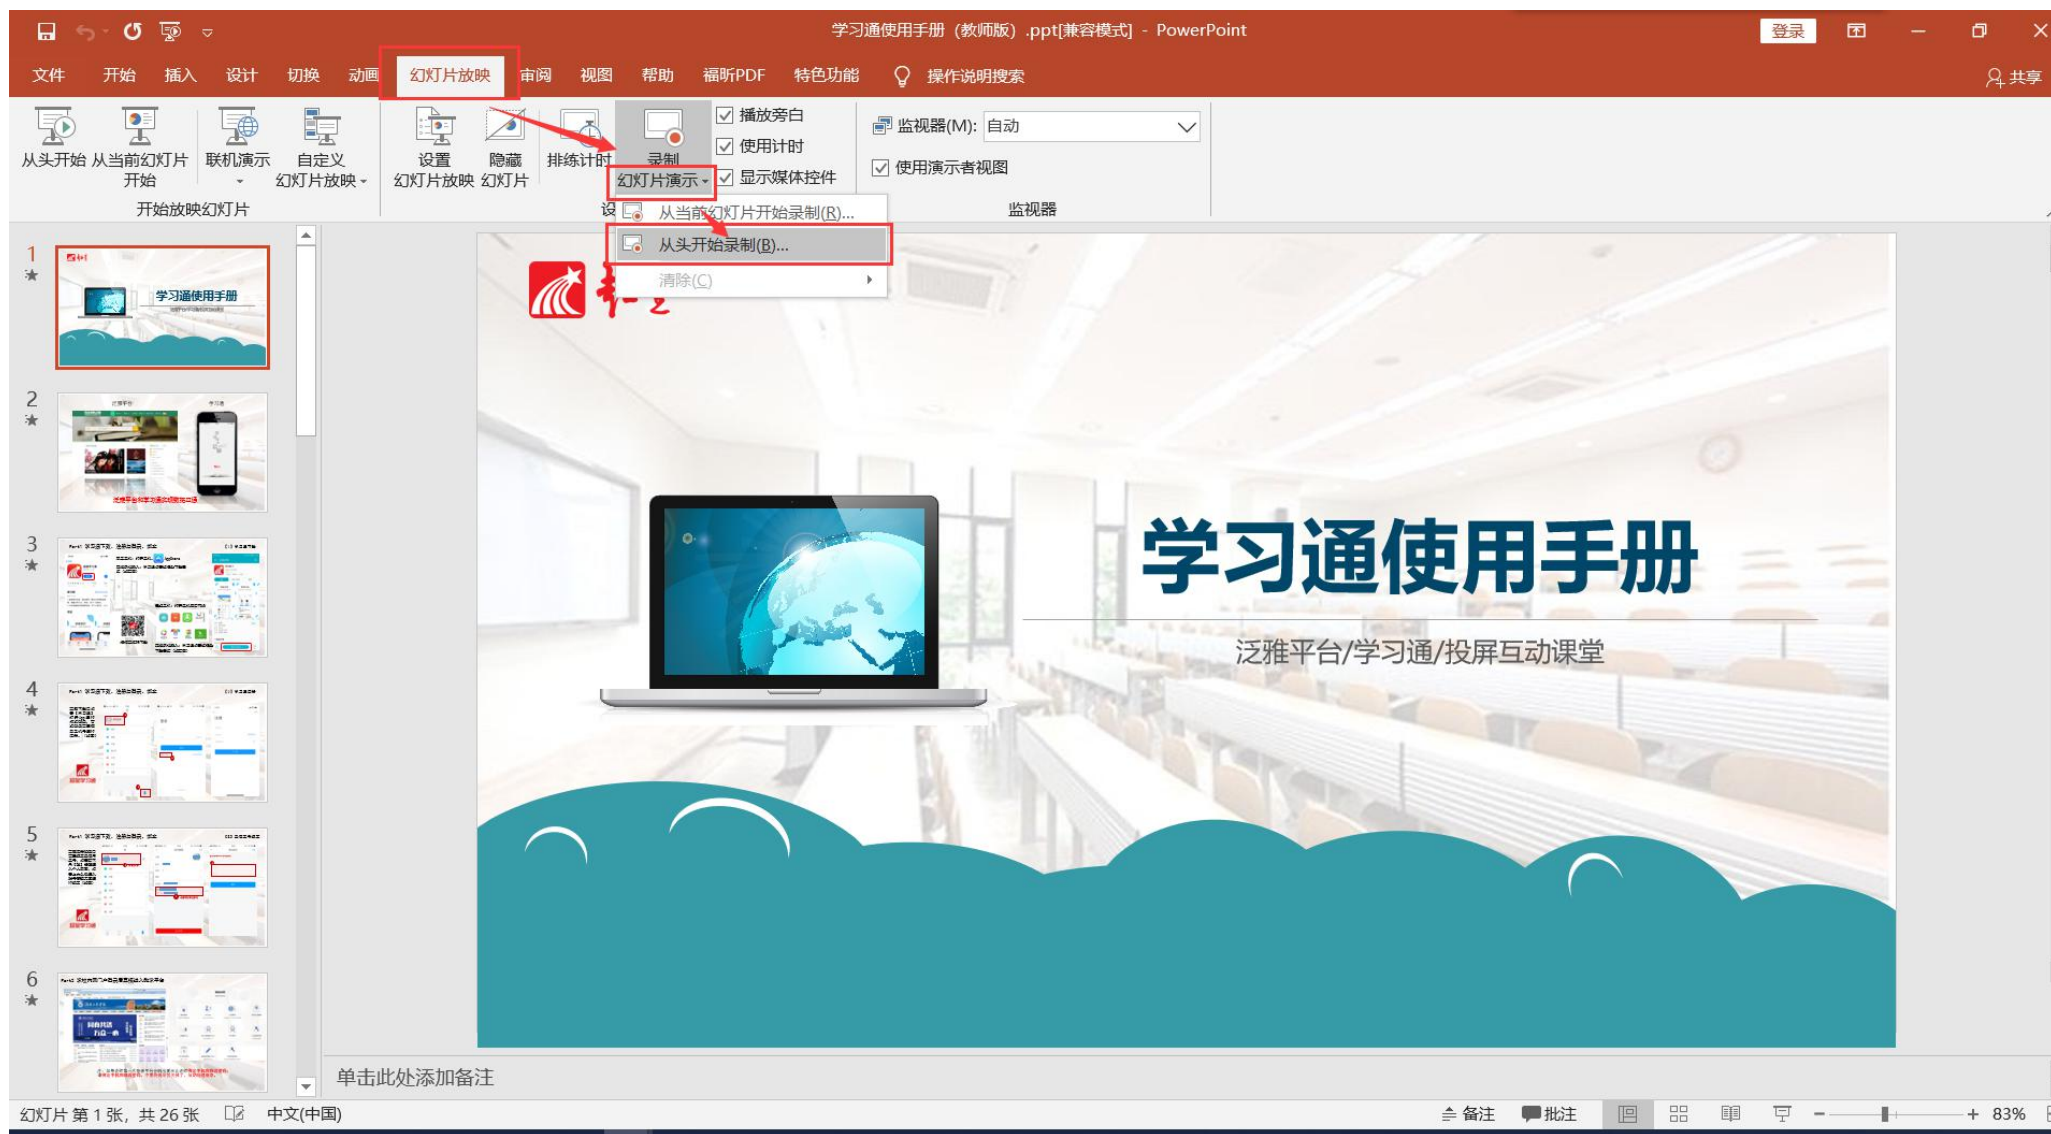 学习通使用手册（教师版）.ppt[兼容模式] - PowerPoint
登录
文件 开始 插入 设计 切换 动画 幻灯片放映 审阅 视图 帮助 福昕PDF 特色功能 操作说明搜索 共享
从头开始
从当前幻灯片
开始
联机演示
自定义
幻灯片放映
开始放映幻灯片
设置
幻灯片放映
隐藏
幻灯片
排练计时
录制
幻灯片演示
播放旁白
使用计时
显示媒体控件
设
监视器(M): 自动
使用演示者视图
监视器
从当前幻灯片开始录制(R)...
从头开始录制(B)...
清除(C)
1
学习通使用手册
2
学习通
3
4
5
6
学习通使用手册
泛雅平台/学习通/投屏互动课堂
单击此处添加备注
幻灯片 第 1 张，共 26 张 中文(中国)
备注 批注 83%